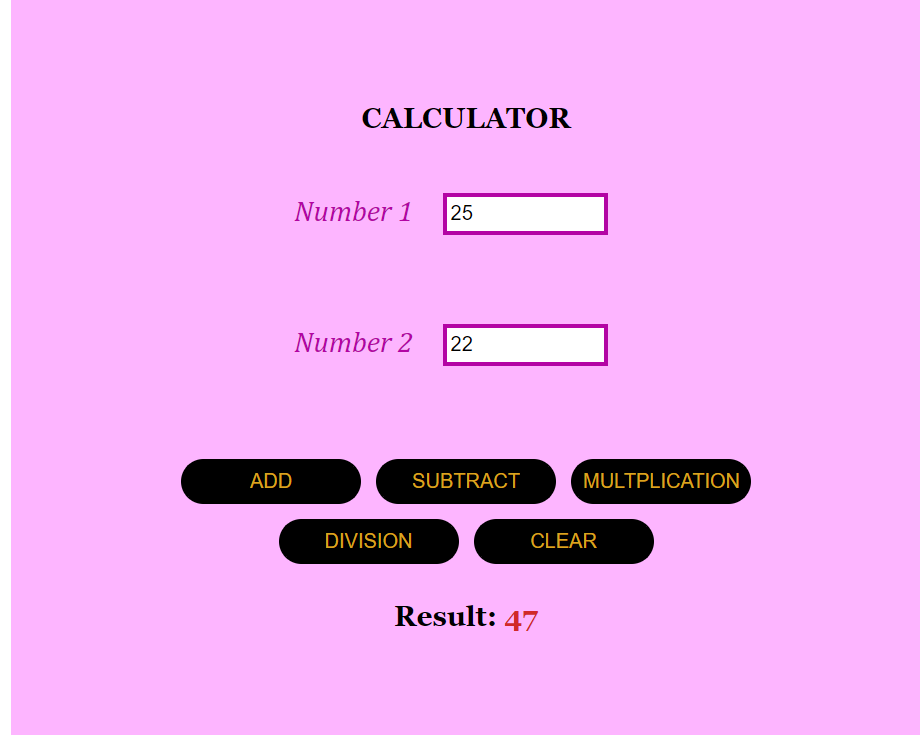 CALCULATOR
Number 1 25
Number 2 22
ADD SUBTRACT MULTPLICATION
DIVISION CLEAR
Result: 47